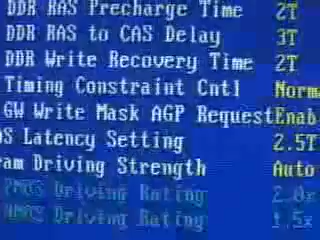 DDR RAS Precharge Time 2T
DDR RAS to CAS Delay 3T
DDR Write Recovery Time 2T
Timing Constraint Cntl Norm
GW Write Mask AGP Request Enab
S Latency Setting 2.5T
am Driving Strength Auto
PMOS Driving Rating 2.0x
NMOS Driving Rating 1.5x